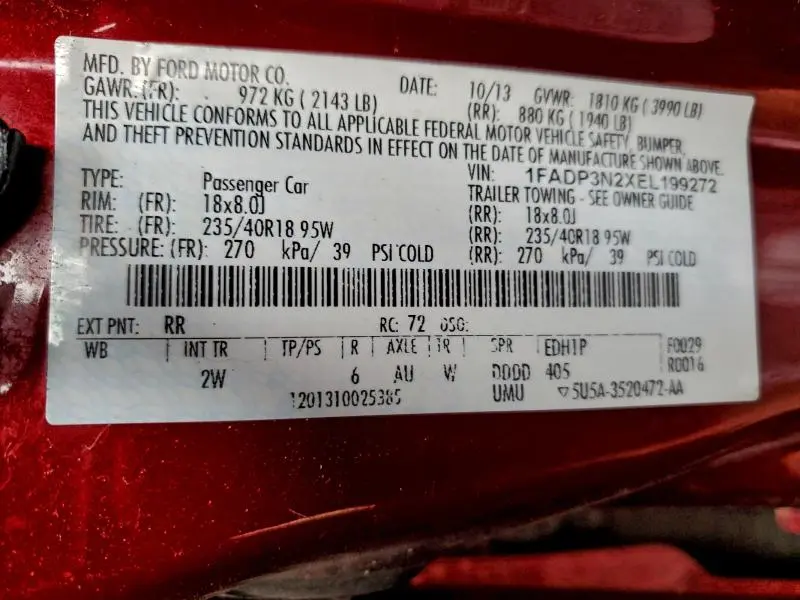 MFD. BY FORD MOTOR CO. DATE: 10/13 GVWR: 1810 KG ( 3990 LB)
GAWR:(FR): 972 KG ( 2143 LB) (RR): 880 KG ( 1940 LB)
THIS VEHICLE CONFORMS TO ALL APPLICABLE FEDERAL MOTOR VEHICLE SAFETY, BUMPER,
AND THEFT PREVENTION STANDARDS IN EFFECT ON THE DATE OF MANUFACTURE SHOWN ABOVE.
VIN: 1FADP3N2XEL199272
TYPE: Passenger Car TRAILER TOWING - SEE OWNER GUIDE
RIM: (FR): 18x8.0J (RR): 18x8.0J
TIRE: (FR): 235/40R18 95W (RR): 235/40R18 95W
PRESSURE: (FR): 270 kPa/ 39 PSI COLD (RR): 270 kPa/ 39 PSI COLD
EXT PNT: RR RC: 72 DSO:
WB INT TR TP/PS R AXLE TR SPR EDH1P F0029
2W 6 AU W DDDD 405 R0016
1201310025385 UMU ▽5U5A-3520472-AA